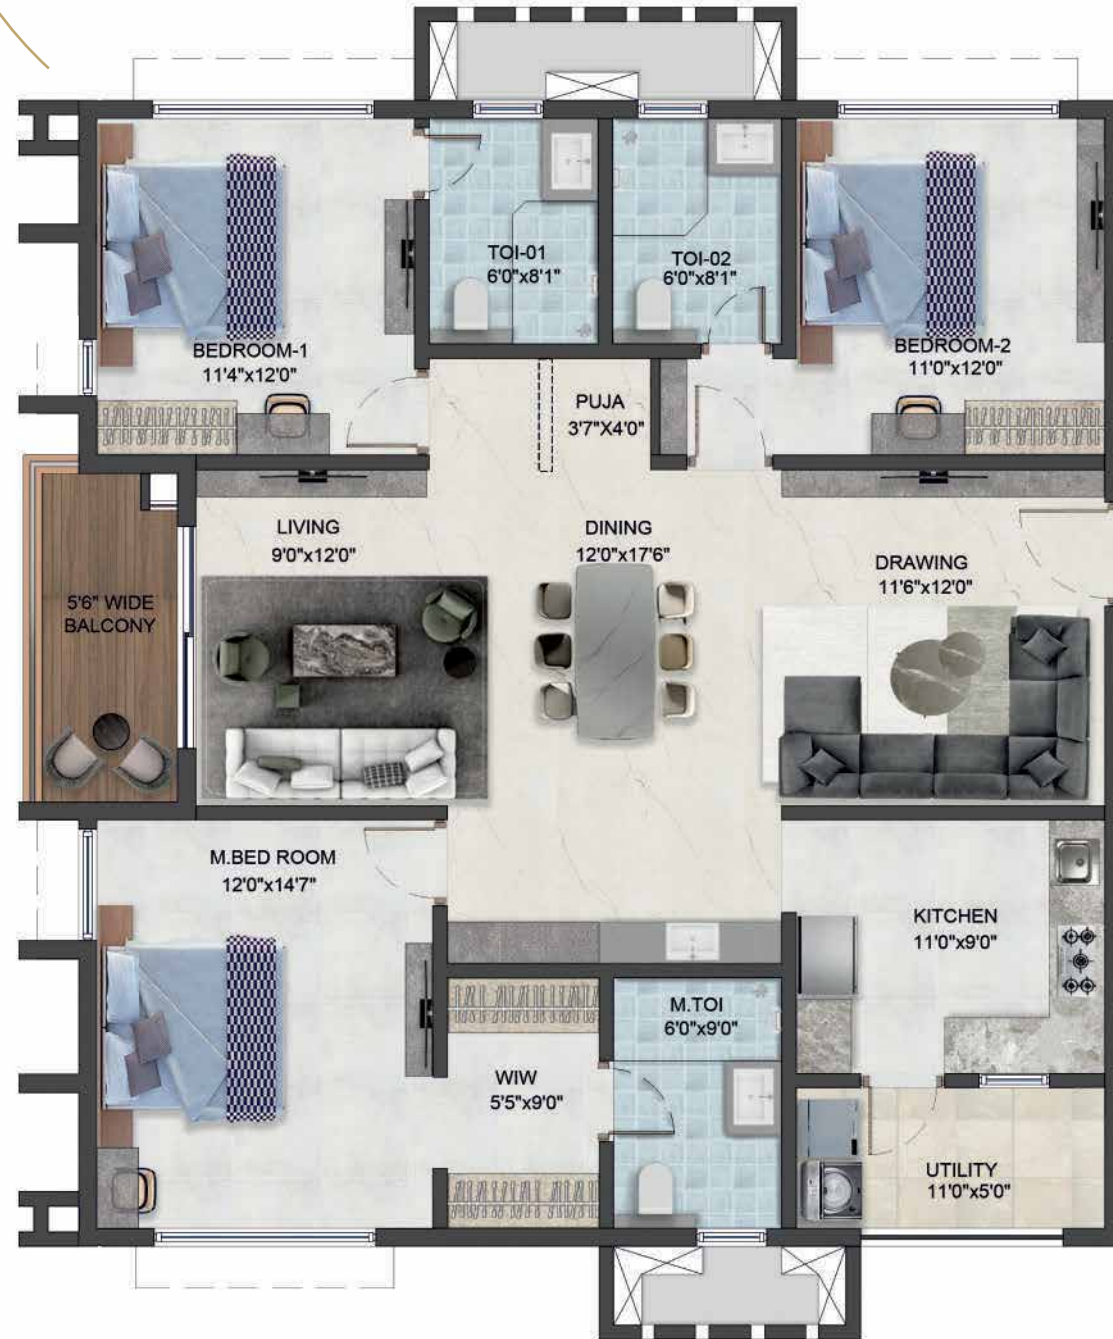 TOI-01
6'0"x8'1"
TOI-02
6'0"x8'1"
BEDROOM-1
11'4"x12'0"
BEDROOM-2
11'0"x12'0"
PUJA
3'7"X4'0"
LIVING
9'0"x12'0"
DINING
12'0"x17'6"
DRAWING
11'6"x12'0"
5'6" WIDE
BALCONY
M.BED ROOM
12'0"x14'7"
KITCHEN
11'0"x9'0"
M.TOI
6'0"x9'0"
WIW
5'5"x9'0"
UTILITY
11'0"x5'0"